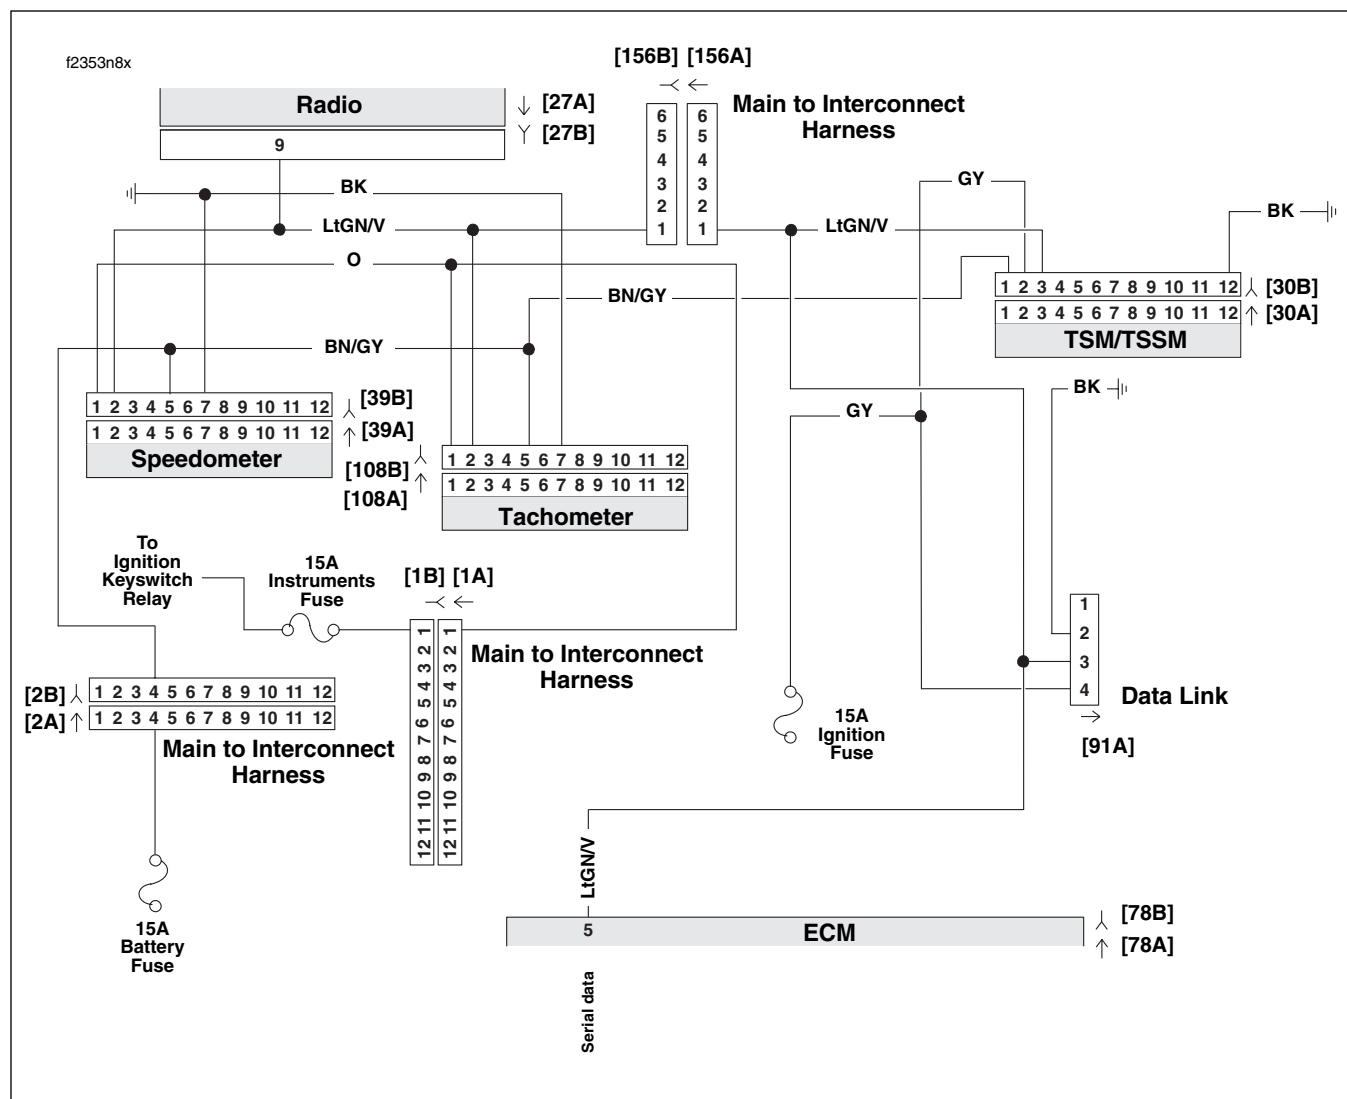 f2353n8x
[156B] [156A]
Main to Interconnect
Harness
Radio
[27A]
[27B]
9
6 6
5 5
4 4
3 3
2 2
1 1
BK
LtGN/V
O
BN/GY
BN/GY
LtGN/V
GY
BK
1 2 3 4 5 6 7 8 9 10 11 12
[30B]
1 2 3 4 5 6 7 8 9 10 11 12
[30A]
TSM/TSSM
1 2 3 4 5 6 7 8 9 10 11 12
[39B]
1 2 3 4 5 6 7 8 9 10 11 12
[39A]
Speedometer
1 2 3 4 5 6 7 8 9 10 11 12
[108B]
1 2 3 4 5 6 7 8 9 10 11 12
[108A]
Tachometer
GY
BK
To
Ignition
Keyswitch
Relay
15A
Instruments
Fuse
[1B] [1A]
1 2 3 4 5 6 7 8 9 10 11 12
1 2 3 4 5 6 7 8 9 10 11 12
Main to Interconnect
Harness
1
2
3
4
Data Link
[91A]
15A
Ignition
Fuse
[2B]
1 2 3 4 5 6 7 8 9 10 11 12
[2A]
1 2 3 4 5 6 7 8 9 10 11 12
Main to Interconnect
Harness
15A
Battery
Fuse
LtGN/V
5
ECM
[78B]
[78A]
Serial data